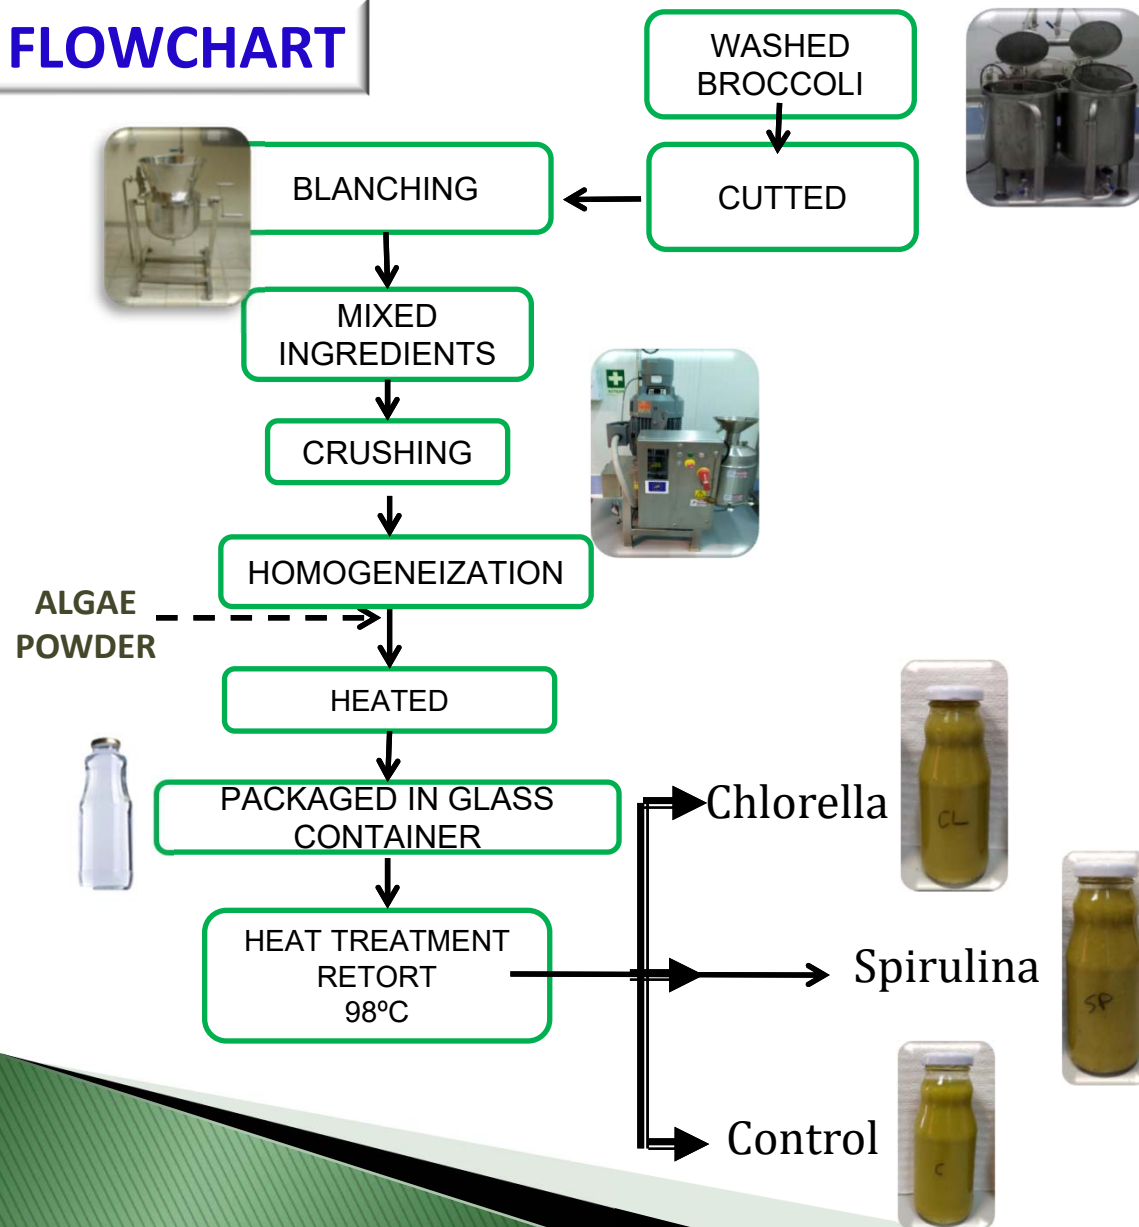 FLOWCHART
WASHED
BROCCOLI
CUTTED
BLANCHING
MIXED
INGREDIENTS
CRUSHING
HOMOGENEIZATION
ALGAE
POWDER
HEATED
PACKAGED IN GLASS
CONTAINER
HEAT TREATMENT
RETORT
98ºC
Chlorella
CL
Spirulina
SP
Control
C